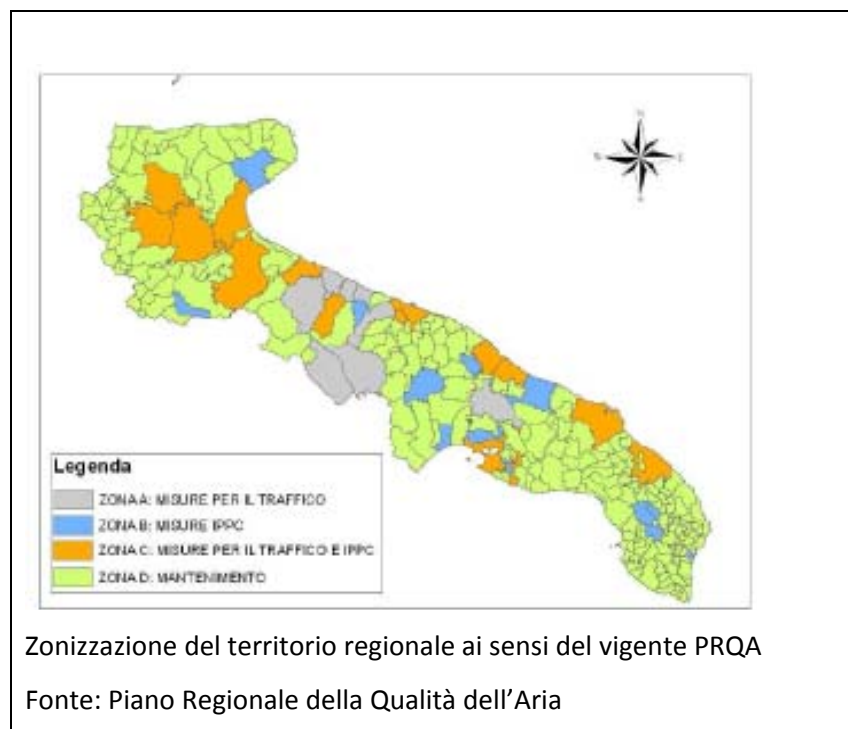 N
N
E
S
Legenda
ZONA A: MISURE PER IL TRAFFICO
ZONA B: MISURE IPPC
ZONA C: MISURE PER IL TRAFFICO E IPPC
ZONA D: MANTENIMENTO
Zonizzazione del territorio regionale ai sensi del vigente PRQA
Fonte: Piano Regionale della Qualità dell’Aria